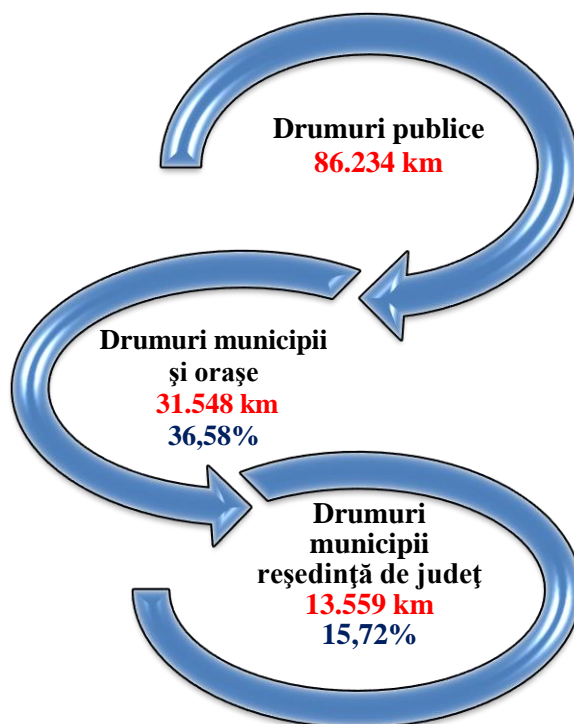 Drumuri publice
86.234 km
Drumuri municipii
şi oraşe
31.548 km
36,58%
Drumuri
municipii
reşedinţă de judeţ
13.559 km
15,72%